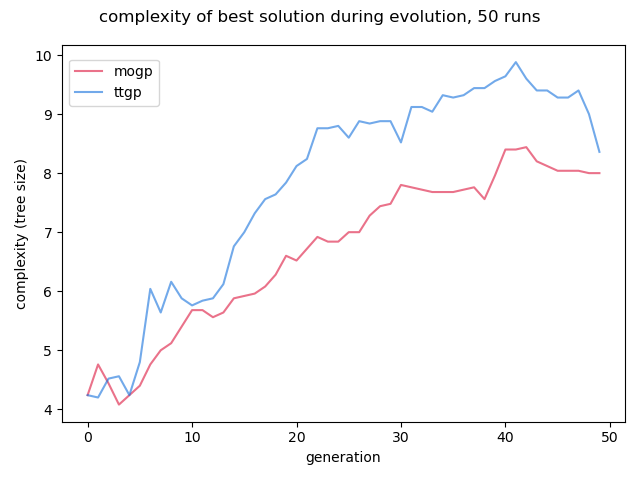 complexity of best solution during evolution, 50 runs
mogp
ttgp
complexity (tree size)
10
9
8
7
6
5
4
0 10 20 30 40 50
generation